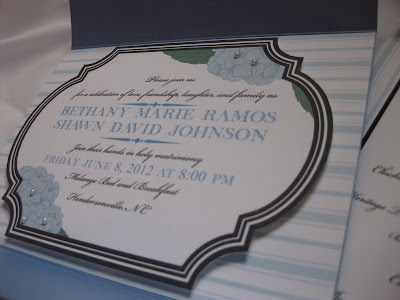 Please join us
for a celebration of love, friendship, laughter, and family as
BETHANY MARIE RAMOS
SHAWN DAVID JOHNSON
Join their hands in holy matrimony
FRIDAY JUNE 8, 2012 AT 8:00 PM
Melange Bed and Breakfast
Hendersonville, NC